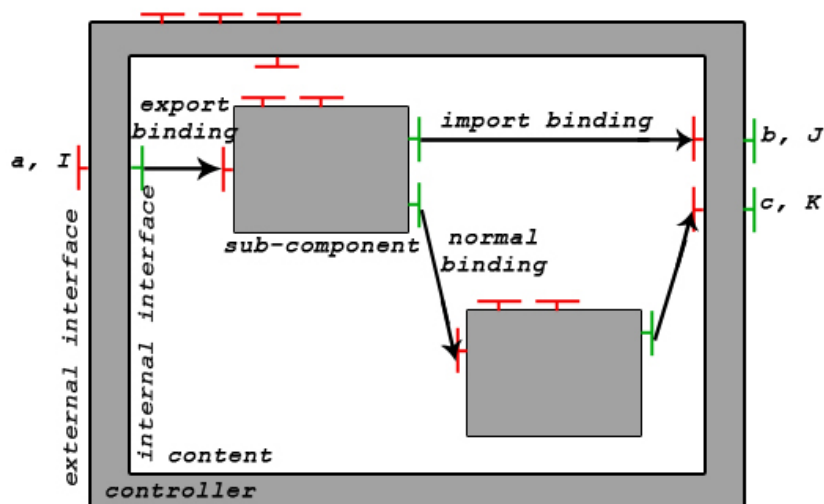 export
binding
import binding
b, J
a, I
c, K
external interface
internal interface
sub-component
normal
binding
content
controller